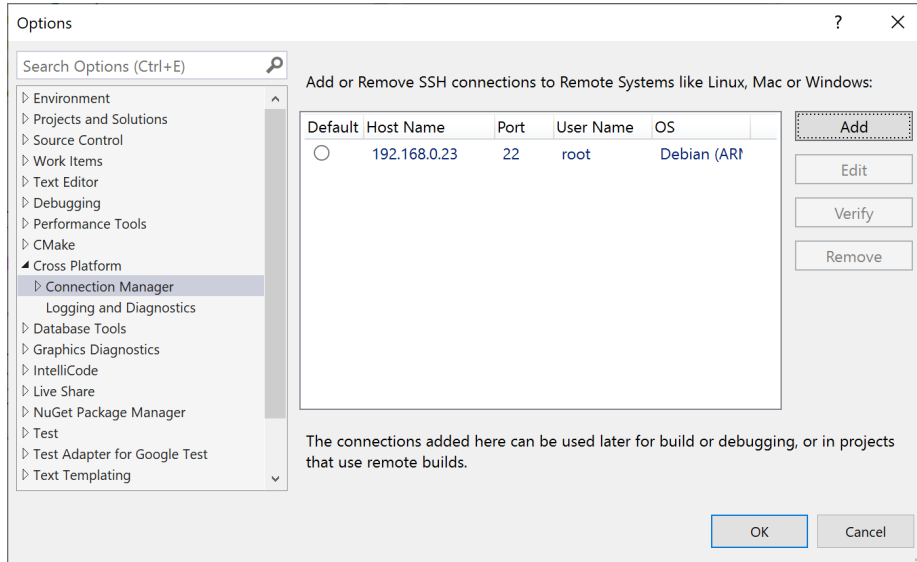 Options
?
Search Options (Ctrl+E)
Environment
Projects and Solutions
Source Control
Work Items
Text Editor
Debugging
Performance Tools
CMake
Cross Platform
Connection Manager
Logging and Diagnostics
Database Tools
Graphics Diagnostics
IntelliCode
Live Share
NuGet Package Manager
Test
Test Adapter for Google Test
Text Templating
Add or Remove SSH connections to Remote Systems like Linux, Mac or Windows:
Default Host Name Port User Name OS
192.168.0.23 22 root Debian (ARM
Add
Edit
Verify
Remove
The connections added here can be used later for build or debugging, or in projects
that use remote builds.
OK Cancel